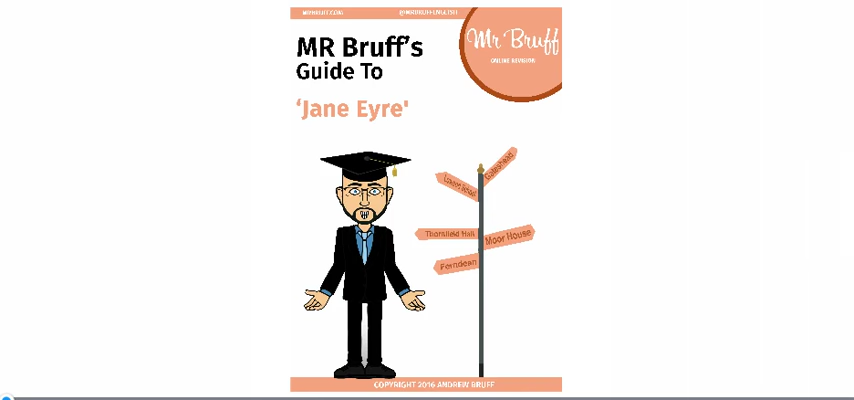 MRBRUFF.COM
@MRBRUFFENGLISH
MR Bruff's
Guide To
'Jane Eyre'
Mr Bruff
ONLINE REVISION
Gateshead
Lowood School
Thornfield Hall
Moor House
Ferndean
COPYRIGHT 2016 ANDREW BRUFF